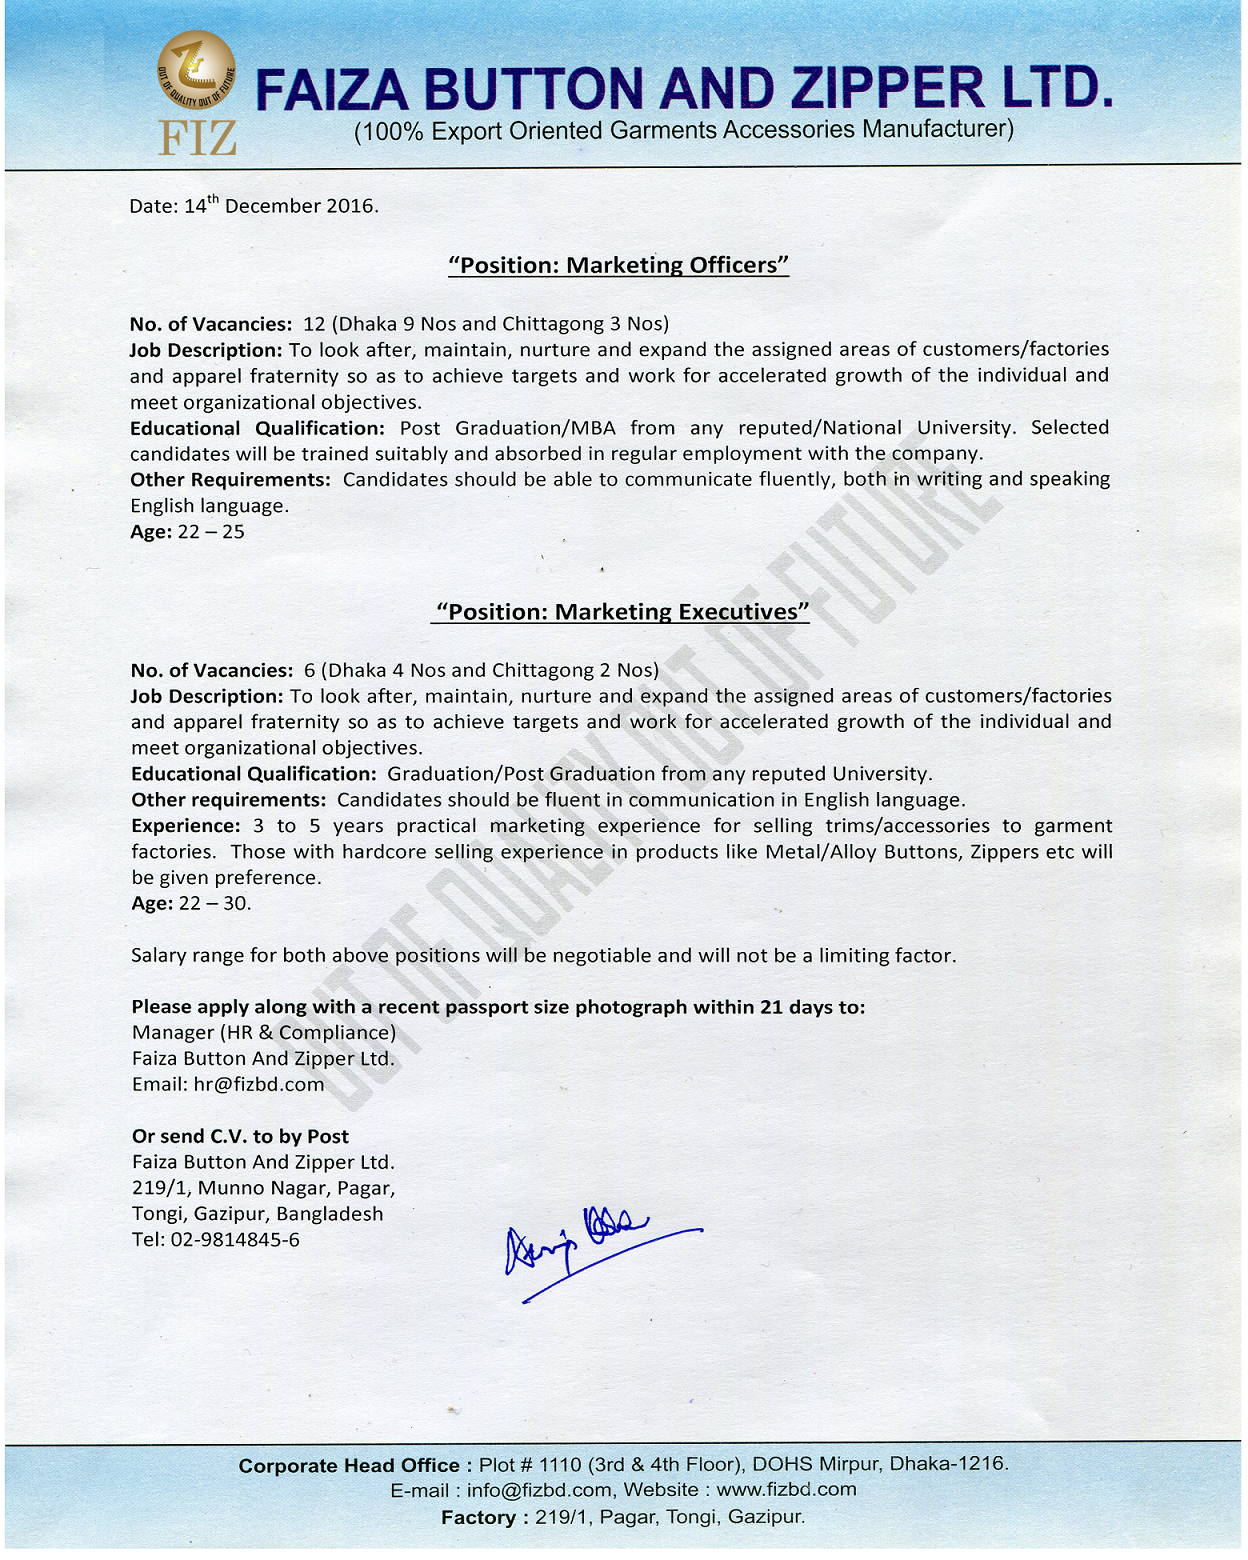 OUT OF QUALITY OUT OF FUTURE
FIZ
FAIZA BUTTON AND ZIPPER LTD.
(100% Export Oriented Garments Accessories Manufacturer)
Date: 14th December 2016.
“Position: Marketing Officers”
No. of Vacancies: 12 (Dhaka 9 Nos and Chittagong 3 Nos)
Job Description: To look after, maintain, nurture and expand the assigned areas of customers/factories
and apparel fraternity so as to achieve targets and work for accelerated growth of the individual and
meet organizational objectives.
Educational Qualification: Post Graduation/MBA from any reputed/National University. Selected
candidates will be trained suitably and absorbed in regular employment with the company.
Other Requirements: Candidates should be able to communicate fluently, both in writing and speaking
English language.
Age: 22 – 25
“Position: Marketing Executives”
No. of Vacancies: 6 (Dhaka 4 Nos and Chittagong 2 Nos)
Job Description: To look after, maintain, nurture and expand the assigned areas of customers/factories
and apparel fraternity so as to achieve targets and work for accelerated growth of the individual and
meet organizational objectives.
Educational Qualification: Graduation/Post Graduation from any reputed University.
Other requirements: Candidates should be fluent in communication in English language.
Experience: 3 to 5 years practical marketing experience for selling trims/accessories to garment
factories. Those with hardcore selling experience in products like Metal/Alloy Buttons, Zippers etc will
be given preference.
Age: 22 – 30.
Salary range for both above positions will be negotiable and will not be a limiting factor.
Please apply along with a recent passport size photograph within 21 days to:
Manager (HR & Compliance)
Faiza Button And Zipper Ltd.
Email: hr@fizbd.com
Or send C.V. to by Post
Faiza Button And Zipper Ltd.
219/1, Munno Nagar, Pagar,
Tongi, Gazipur, Bangladesh
Tel: 02-9814845-6
OUT OF QUALITY OUT OF FUTURE
Corporate Head Office : Plot # 1110 (3rd & 4th Floor), DOHS Mirpur, Dhaka-1216.
E-mail : info@fizbd.com, Website : www.fizbd.com
Factory : 219/1, Pagar, Tongi, Gazipur.